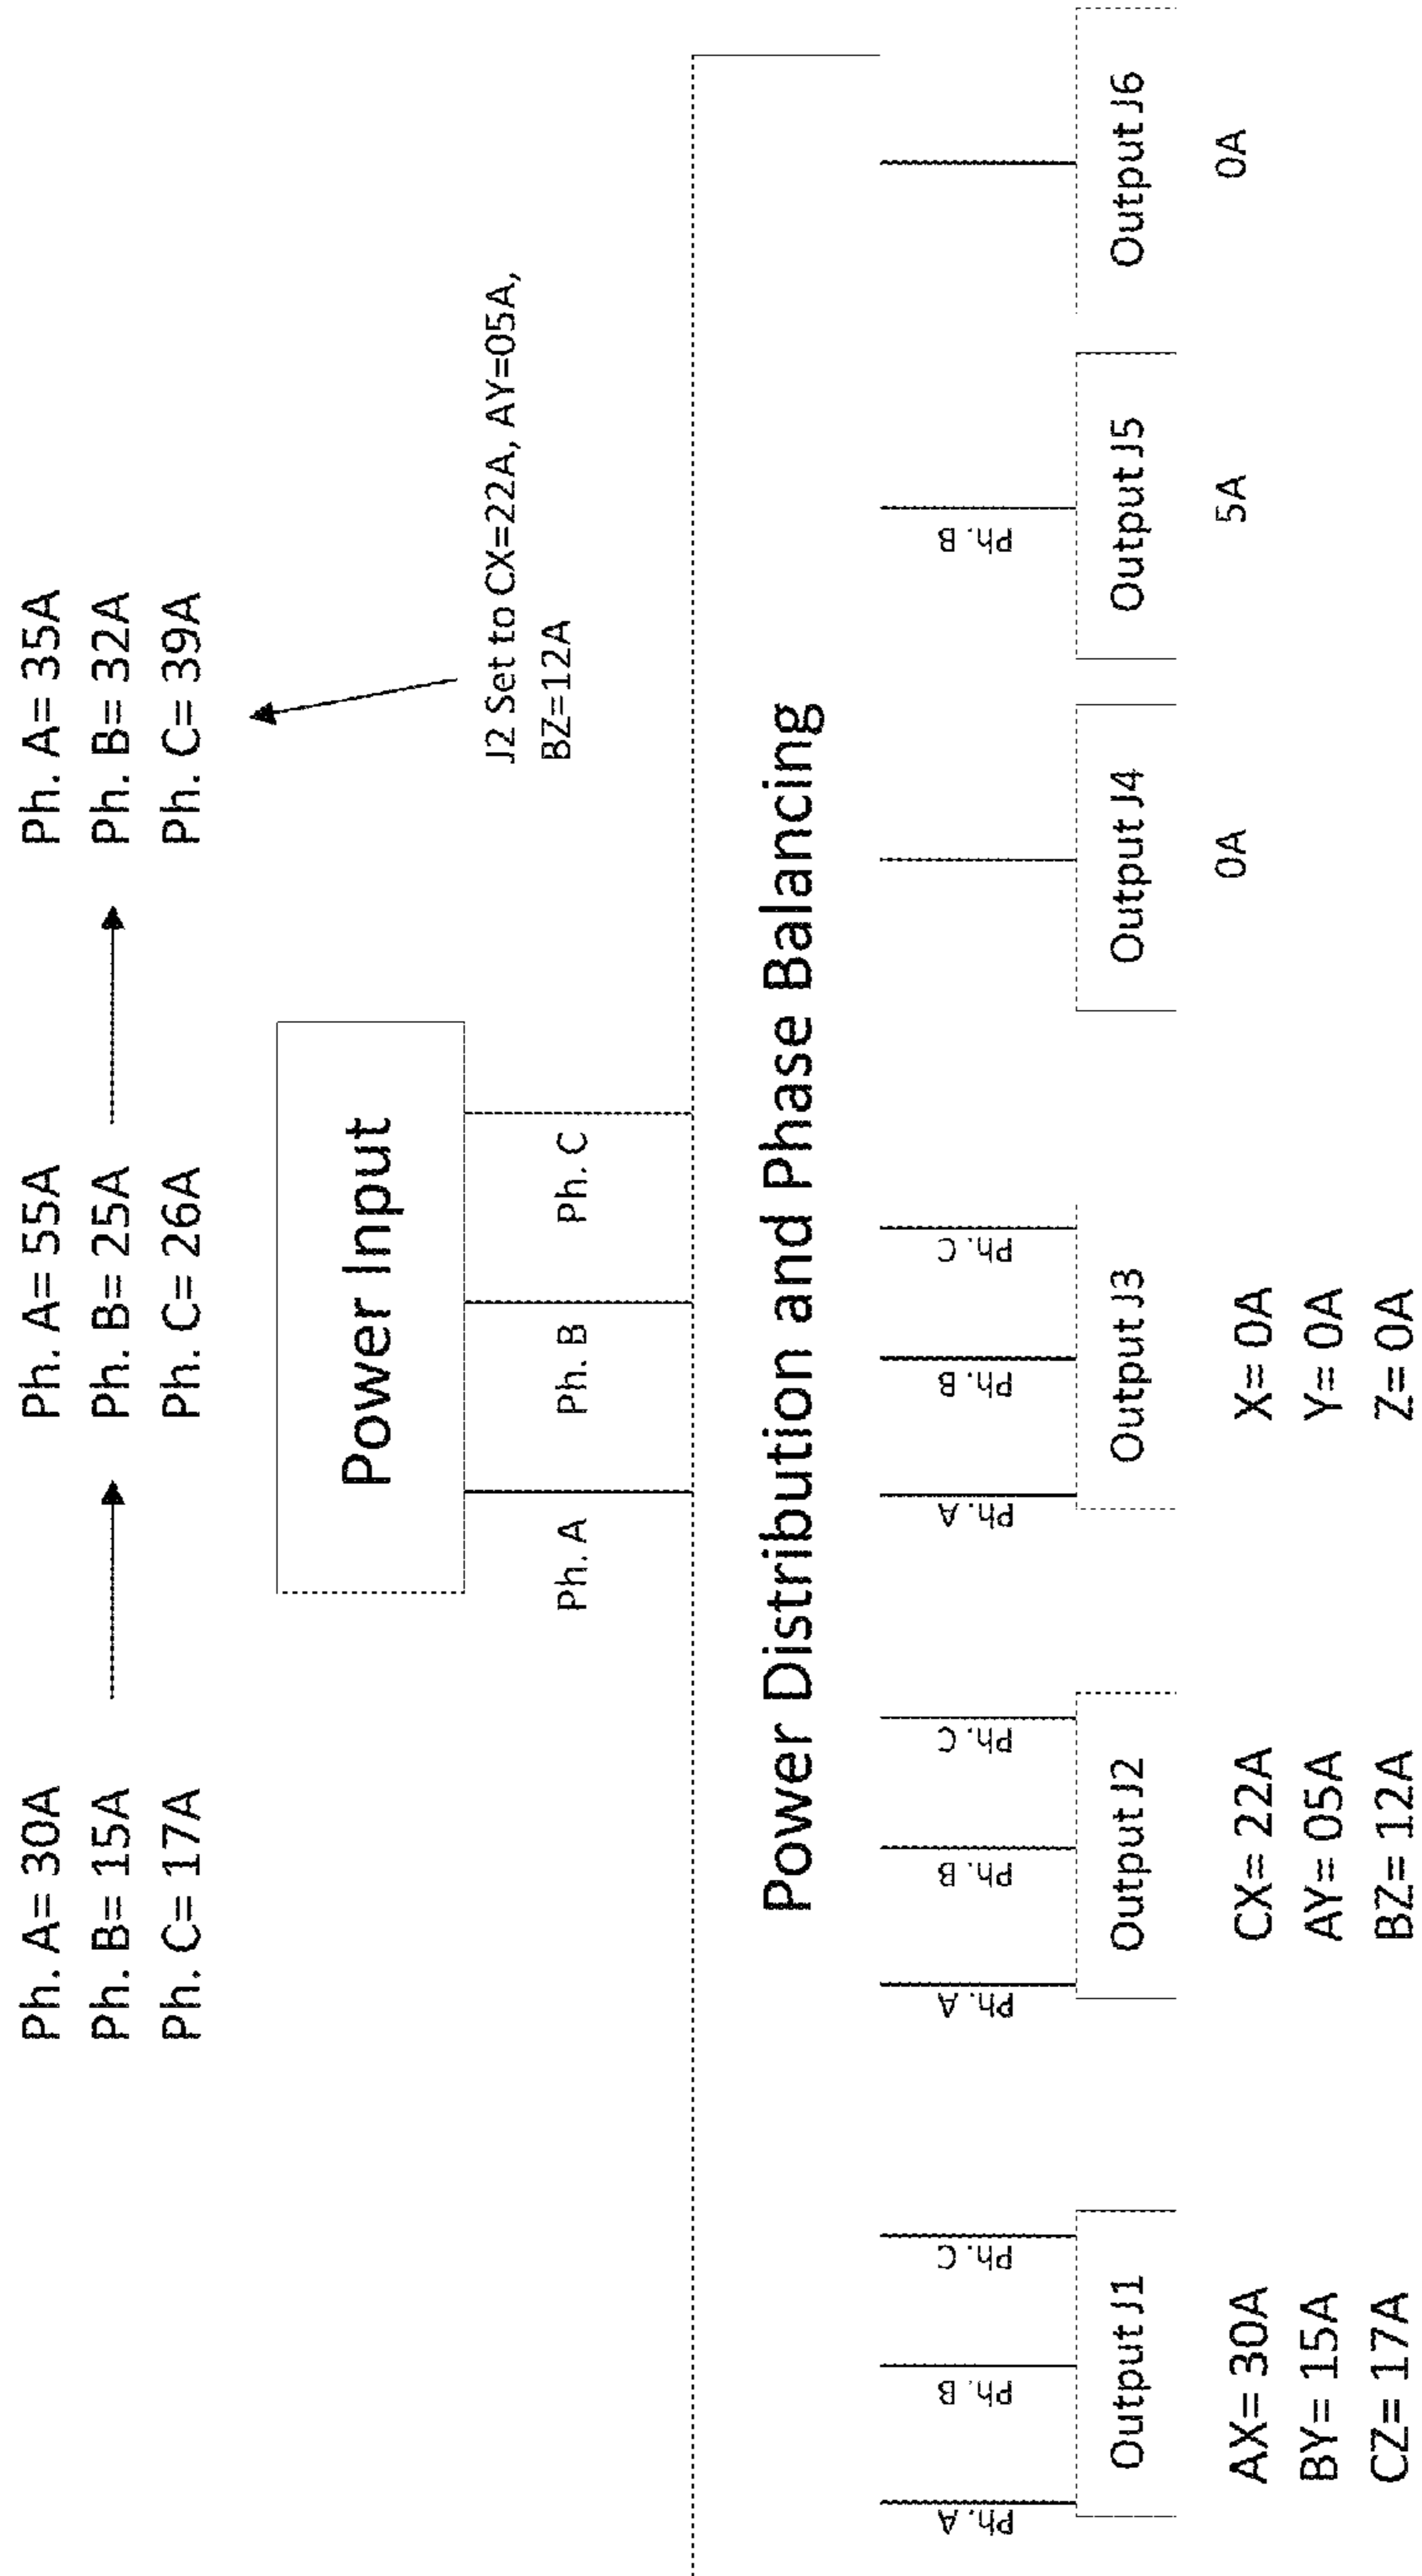 Ph. A= 30A
Ph. B= 15A
Ph. C= 17A
Ph. A= 55A
Ph. B= 25A
Ph. C= 26A
Ph. A= 35A
Ph. B= 32A
Ph. C= 39A
J2 Set to CX=22A, AY=05A,
BZ=12A
Power Input
Ph. A
Ph. B
Ph. C
Power Distribution and Phase Balancing
Ph. A
Ph. B
Ph. C
Ph. A
Ph. B
Ph. C
Ph. A
Ph. B
Ph. C
Ph. B
Output J1
Output J2
Output J3
Output J4
Output J5
Output J6
AX= 30A
BY= 15A
CZ= 17A
CX= 22A
AY= 05A
BZ= 12A
X= 0A
Y= 0A
Z= 0A
0A
5A
0A